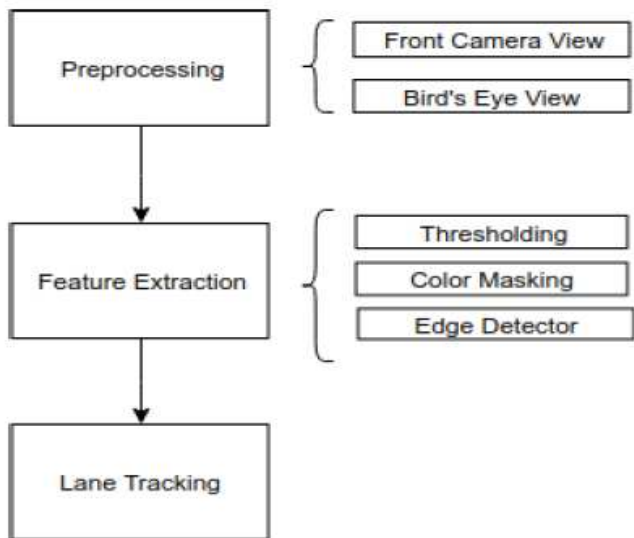 Preprocessing
Front Camera View
Bird's Eye View
Feature Extraction
Thresholding
Color Masking
Edge Detector
Lane Tracking